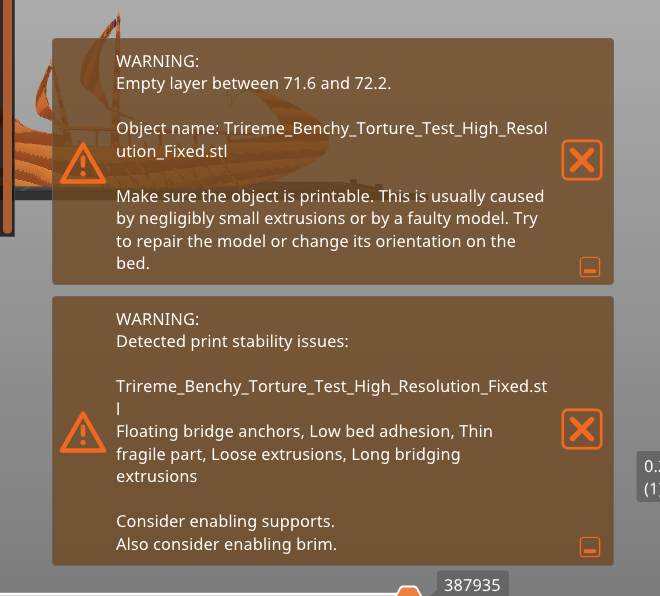 WARNING:
Empty layer between 71.6 and 72.2.
Object name: Trireme_Benchy_Torture_Test_High_Resol
ution_Fixed.stl
Make sure the object is printable. This is usually caused
by negligibly small extrusions or by a faulty model. Try
to repair the model or change its orientation on the
bed.
WARNING:
Detected print stability issues:
Trireme_Benchy_Torture_Test_High_Resolution_Fixed.st
l
Floating bridge anchors, Low bed adhesion, Thin
fragile part, Loose extrusions, Long bridging
extrusions
Consider enabling supports.
Also consider enabling brim.
(1
387935